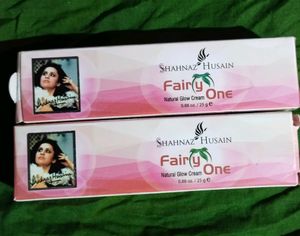 SHAHNAZ HUSAIN
Fairy One
Natural Glow Cream
0.88 oz. / 25 g e
SHAHNAZ HUSAIN
Fairy One
Natural Glow Cream
0.88 oz. / 25 g e